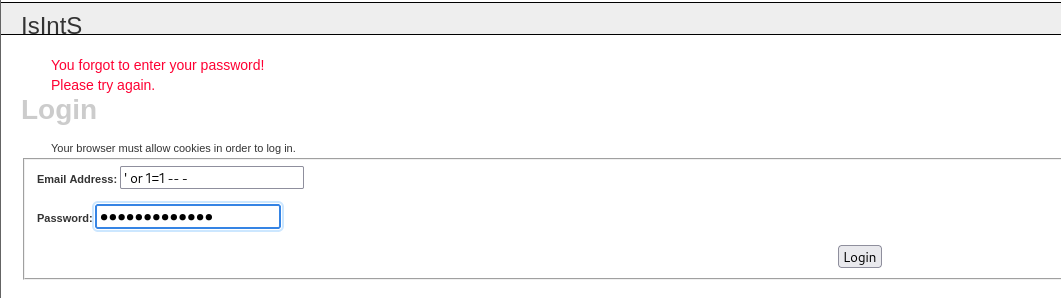 IsIntS
You forgot to enter your password!
Please try again.
Login
Your browser must allow cookies in order to log in.
Email Address: ' or 1=1 -- -
Password: ●●●●●●●●●●●●●
Login